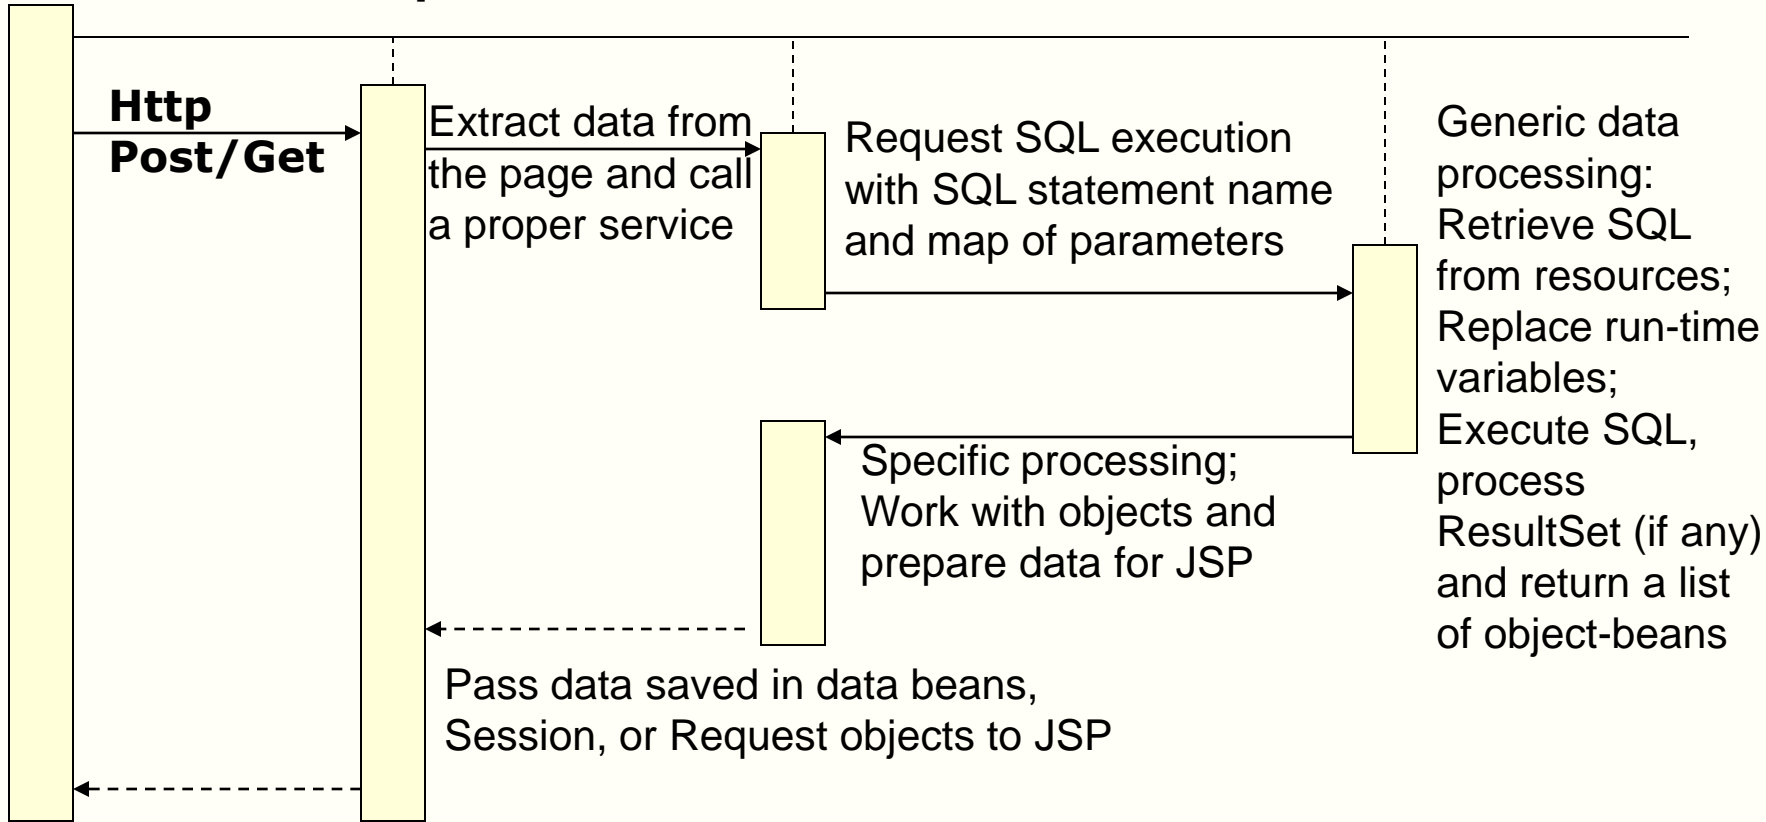 Http
Post/Get
Extract data from
the page and call
a proper service
Request SQL execution
with SQL statement name
and map of parameters
Generic data
processing:
Retrieve SQL
from resources;
Replace run-time
variables;
Execute SQL,
process
ResultSet (if any)
and return a list
of object-beans
Specific processing;
Work with objects and
prepare data for JSP
Pass data saved in data beans,
Session, or Request objects to JSP